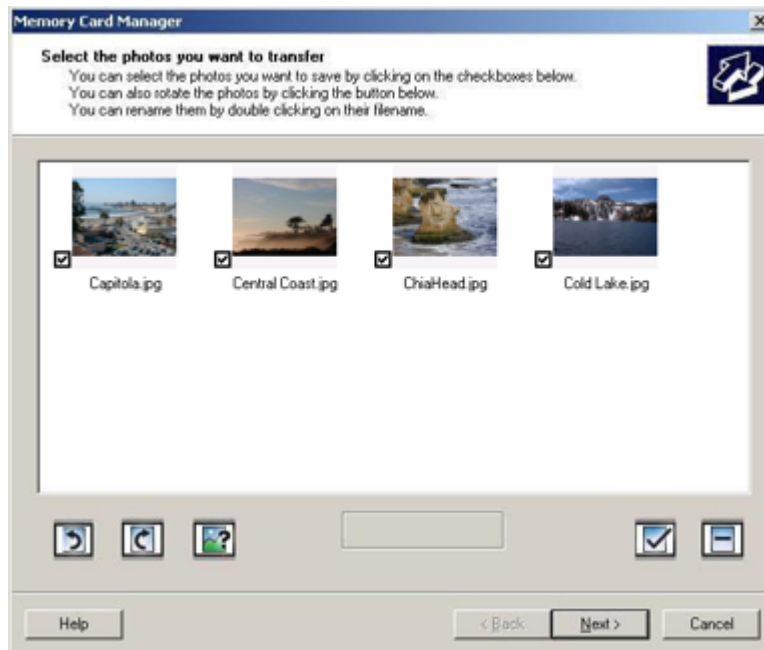 Memory Card Manager
Select the photos you want to transfer
You can select the photos you want to save by clicking on the checkboxes below.
You can also rotate the photos by clicking the button below.
You can rename them by double clicking on their filename.
Capitola.jpg
Central Coast.jpg
ChiaHead.jpg
Cold Lake.jpg
?
Help
< Back
Next >
Cancel